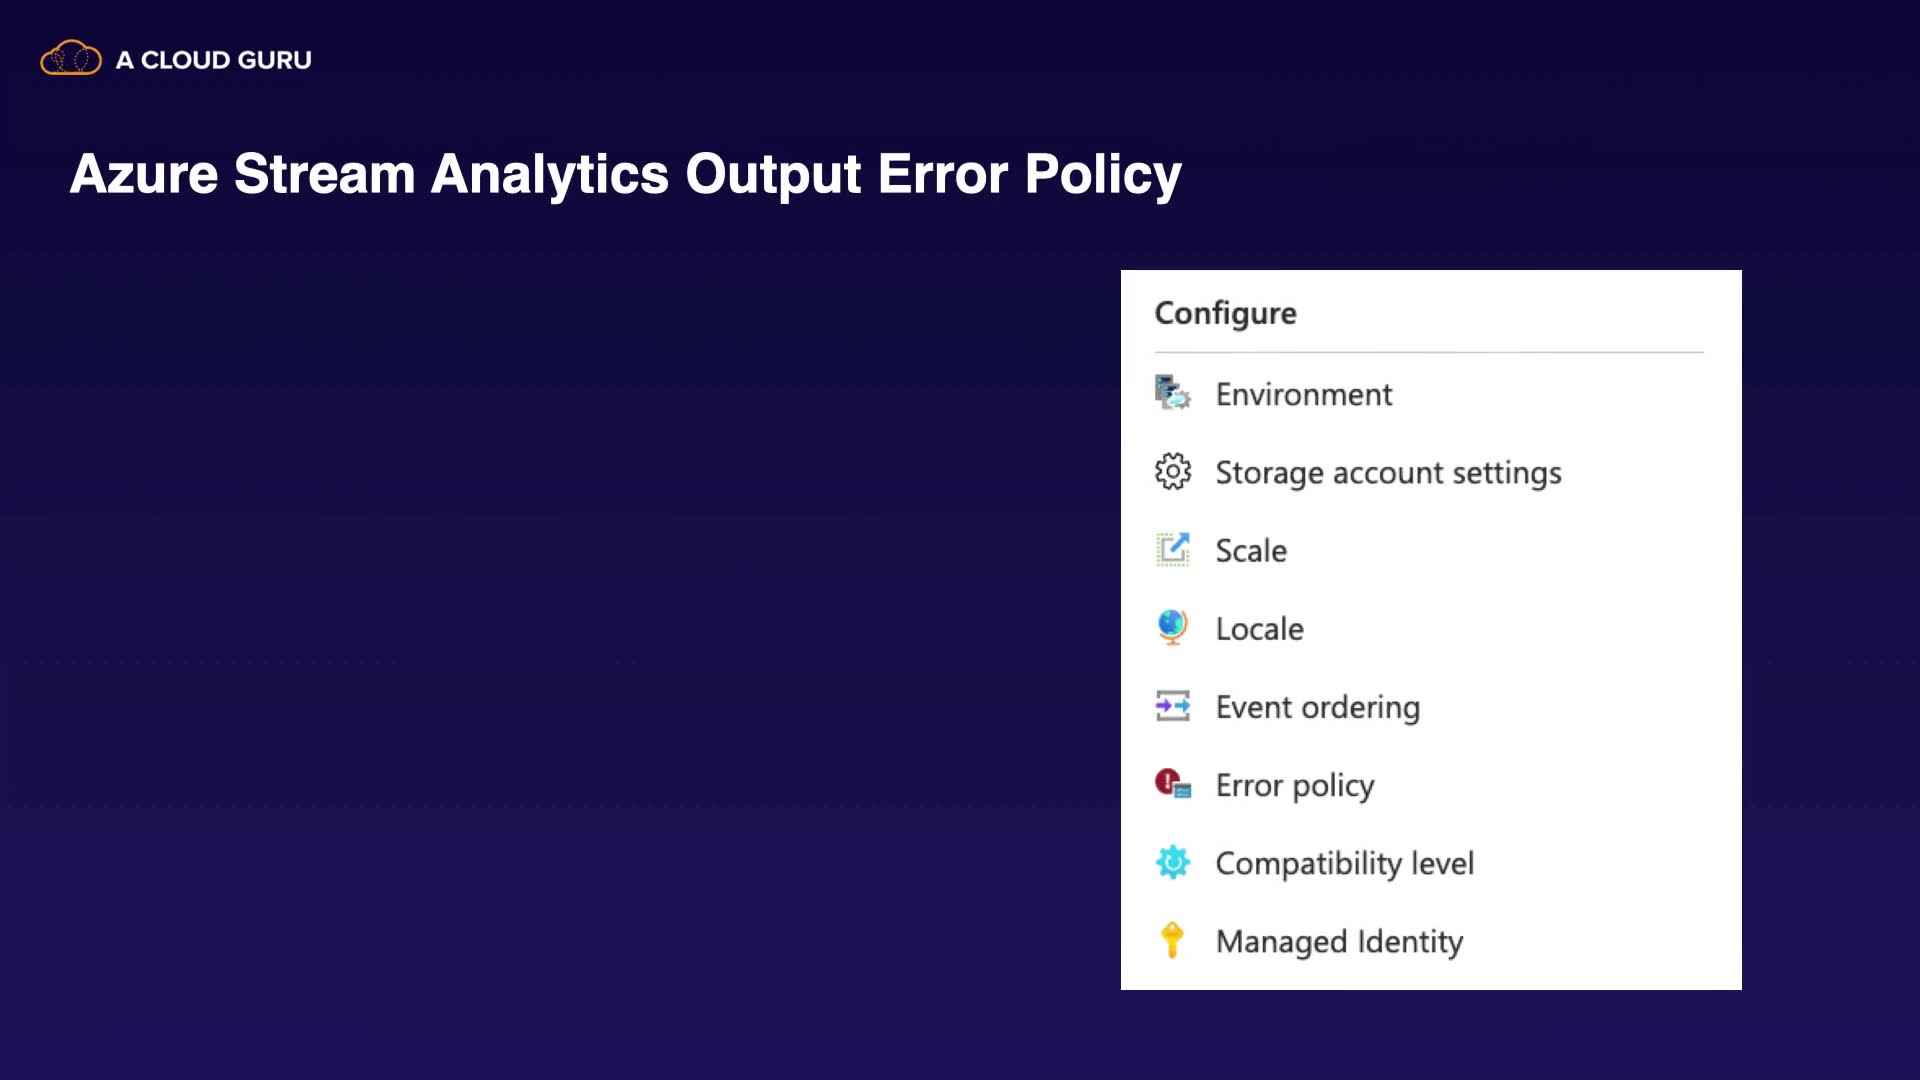 A CLOUD GURU
Azure Stream Analytics Output Error Policy
Configure
Environment
Storage account settings
Scale
Locale
Event ordering
Error policy
Compatibility level
Managed Identity